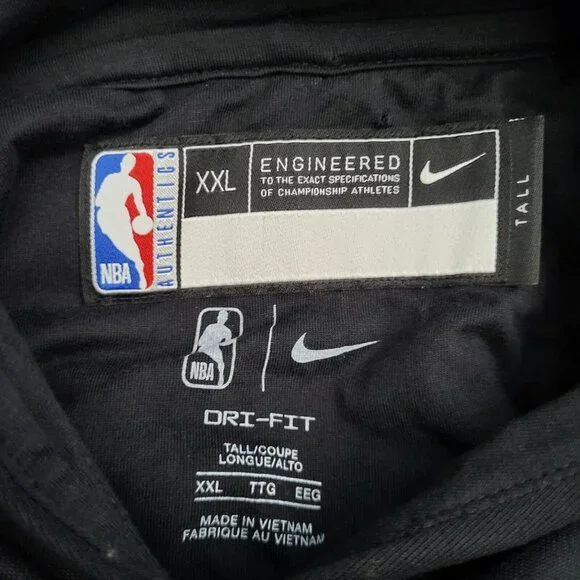 NBA
AUTHENTICS
XXL
ENGINEERED
TO THE EXACT SPECIFICATIONS
OF CHAMPIONSHIP ATHLETES
TALL
NBA
DRI-FIT
TALL/COUPE
LONGUE/ALTO
XXL TTG EEG
MADE IN VIETNAM
FABRIQUE AU VIETNAM